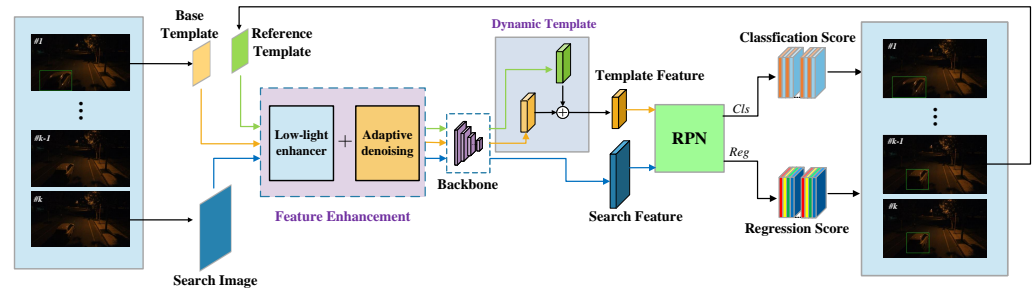 #1
#k-1
#k
Base
Template
Reference
Template
Search Image
Low-light
enhancer
+
Adaptive
denoising
Feature Enhancement
Backbone
Dynamic Template
Template Feature
Search Feature
RPN
Cls
Reg
Classfication Score
Regression Score
#1
#k-1
#k